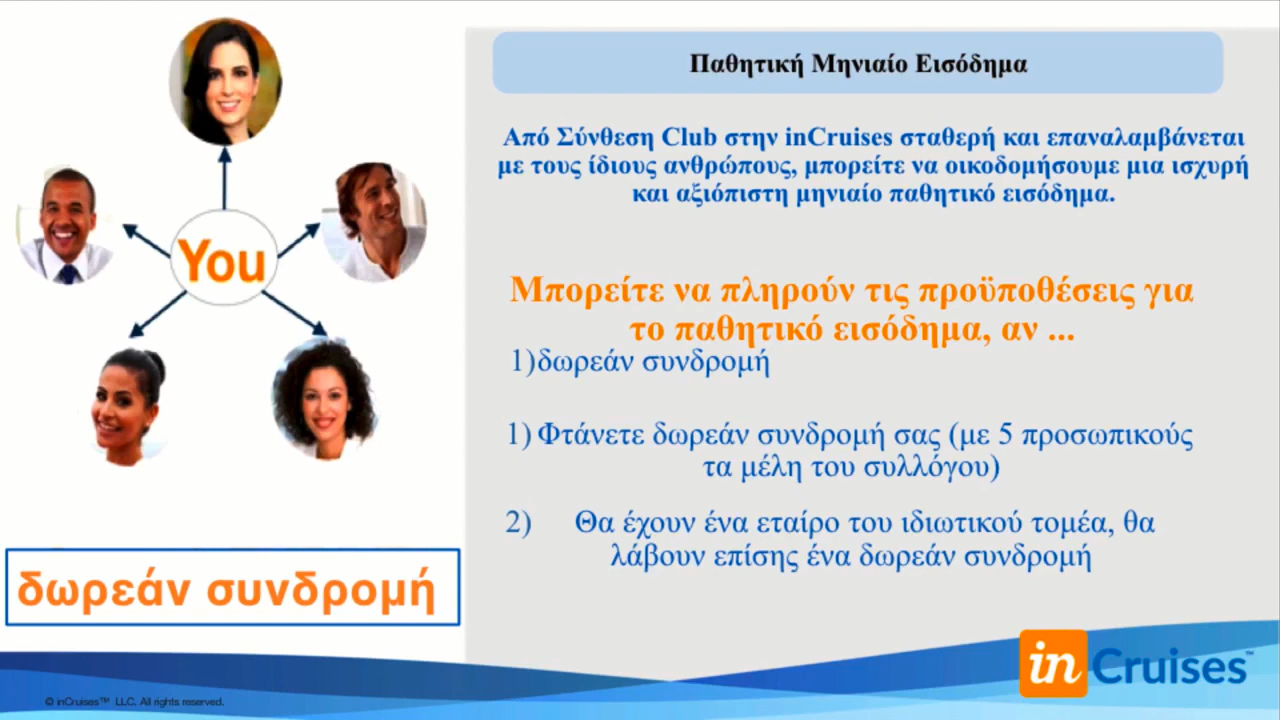 Παθητική Μηνιαίο Εισόδημα
Από Σύνθεση Club στην inCruises σταθερή και επαναλαμβάνεται
με τους ίδιους ανθρώπους, μπορείτε να οικοδομήσουμε μια ισχυρή
και αξιόπιστη μηνιαίο παθητικό εισόδημα.
You
Μπορείτε να πληρούν τις προϋποθέσεις για
το παθητικό εισόδημα, αν ...
1)δωρεάν συνδρομή
1) Φτάνετε δωρεάν συνδρομή σας (με 5 προσωπικούς
τα μέλη του συλλόγου)
2) Θα έχουν ένα εταίρο του ιδιωτικού τομέα, θα
λάβουν επίσης ένα δωρεάν συνδρομή
δωρεάν συνδρομή
in Cruises™
© inCruises™ LLC. All rights reserved.